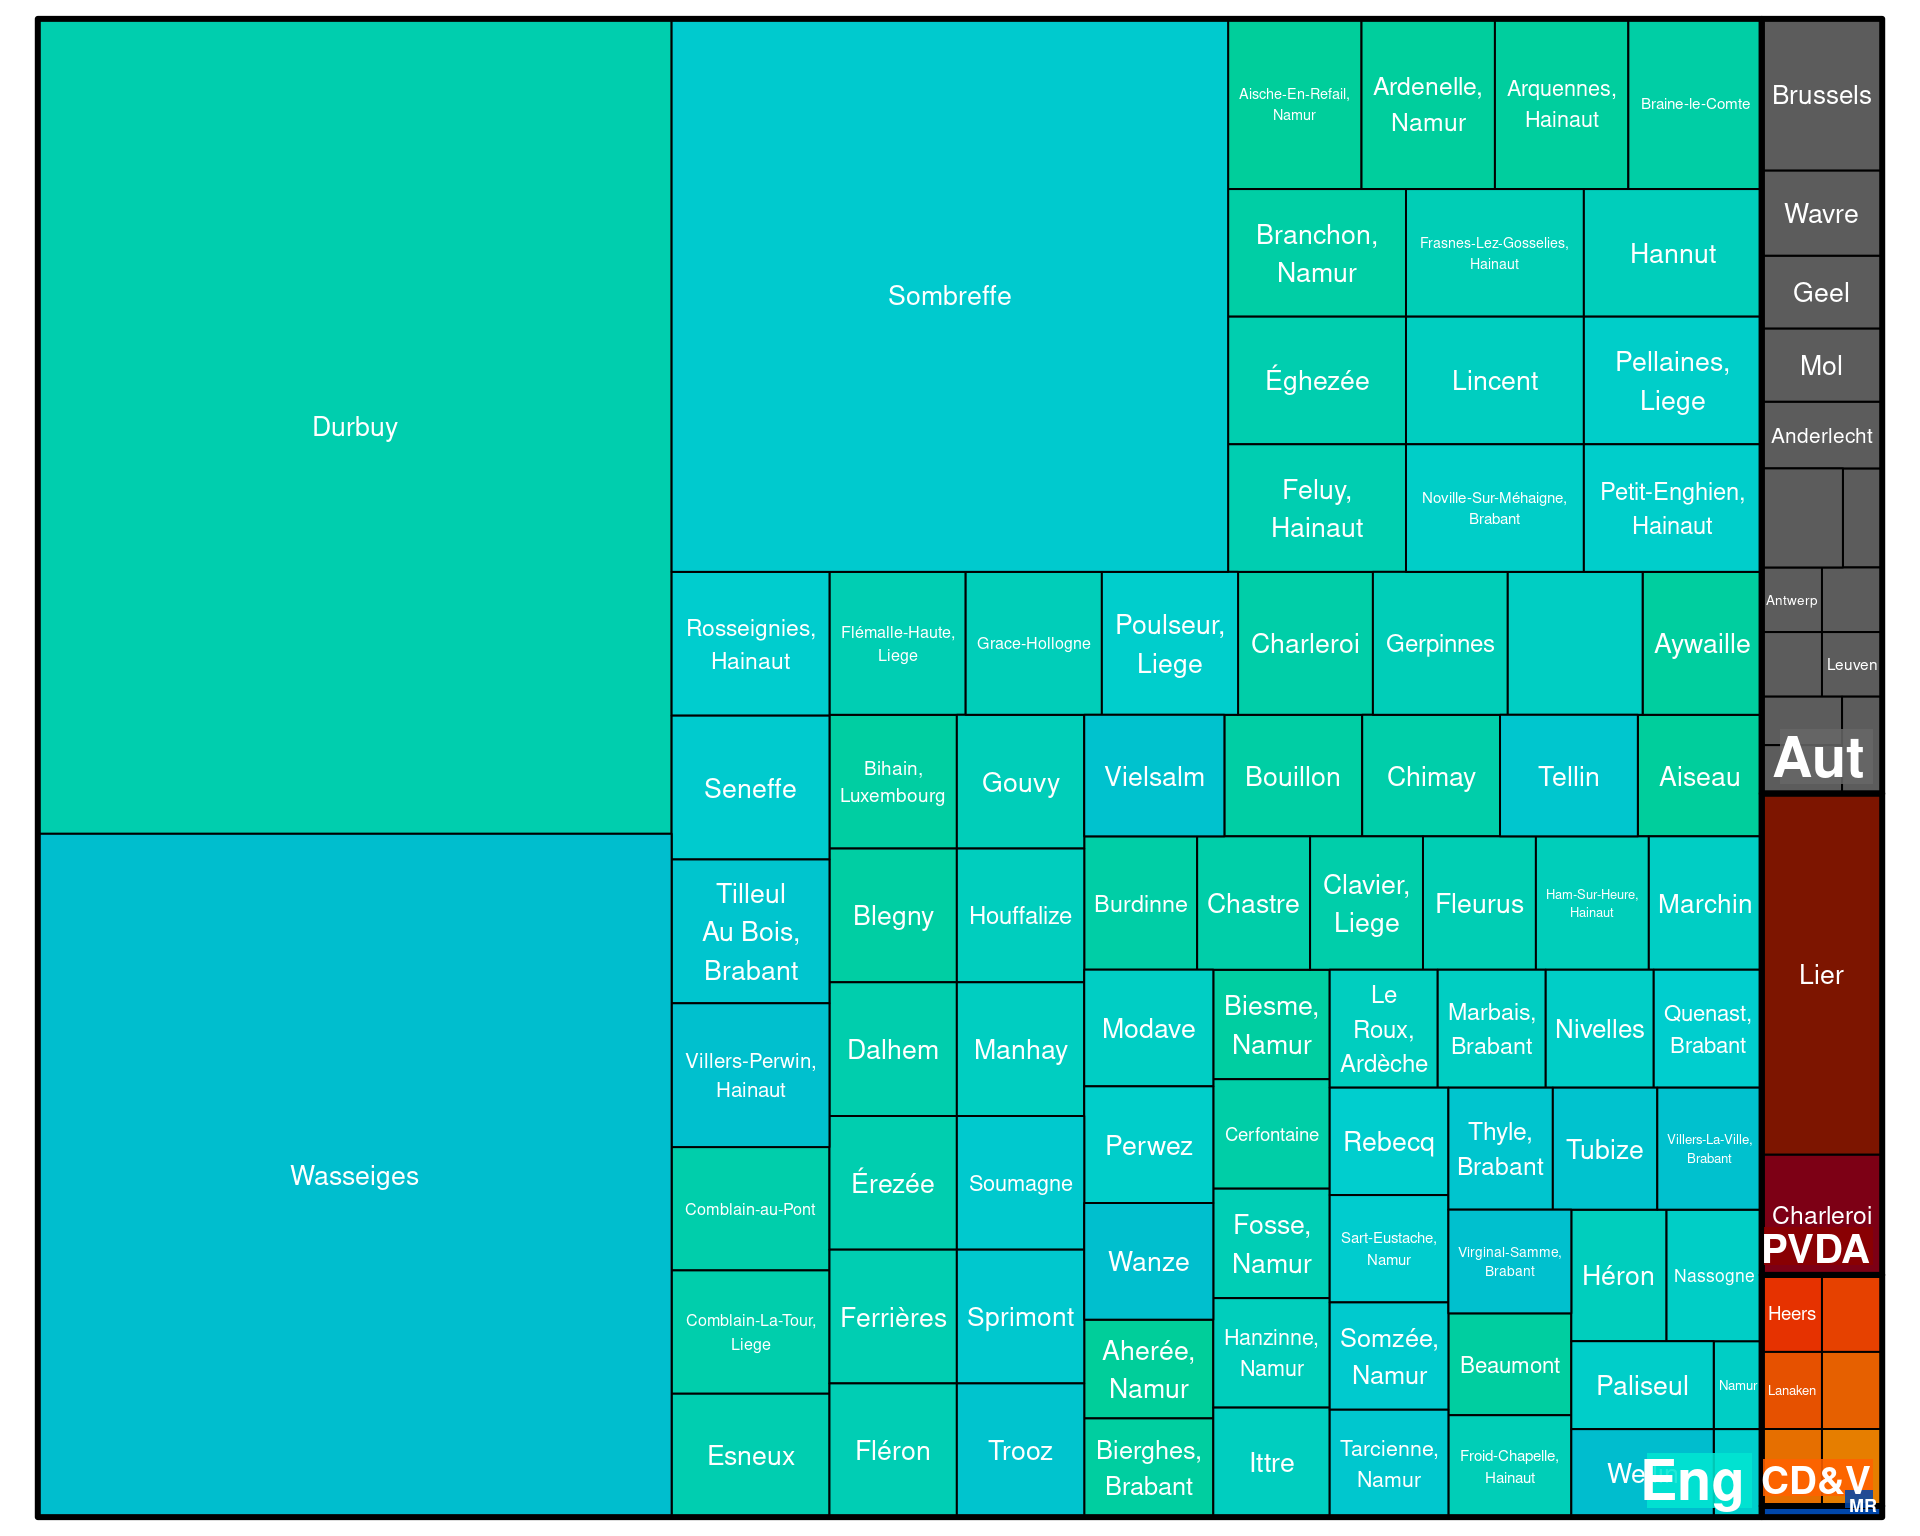 Durbuy
Wasseiges
Sombreffe
Aische-En-Refail,
Namur
Ardenelle,
Namur
Arquennes,
Hainaut
Braine-le-Comte
Branchon,
Namur
Frasnes-Lez-Gosselies,
Hainaut
Hannut
Éghezée
Lincent
Pellaines,
Liege
Feluy,
Hainaut
Noville-Sur-Méhaigne,
Brabant
Petit-Enghien,
Hainaut
Rosseignies,
Hainaut
Flémalle-Haute,
Liege
Grace-Hollogne
Poulseur,
Liege
Charleroi
Gerpinnes
Aywaille
Seneffe
Bihain,
Luxembourg
Gouvy
Vielsalm
Bouillon
Chimay
Tellin
Aiseau
Tilleul
Au Bois,
Brabant
Blegny
Houffalize
Burdinne
Chastre
Clavier,
Liege
Fleurus
Ham-Sur-Heure,
Hainaut
Marchin
Villers-Perwin,
Hainaut
Dalhem
Manhay
Modave
Biesme,
Namur
Le
Roux,
Ardèche
Marbais,
Brabant
Nivelles
Quenast,
Brabant
Comblain-au-Pont
Érezée
Soumagne
Perwez
Cerfontaine
Rebecq
Thyle,
Brabant
Tubize
Villers-La-Ville,
Brabant
Comblain-La-Tour,
Liege
Ferrières
Sprimont
Wanze
Fosse,
Namur
Sart-Eustache,
Namur
Virginal-Samme,
Brabant
Héron
Nassogne
Esneux
Fléron
Trooz
Aherée,
Namur
Hanzinne,
Namur
Somzée,
Namur
Beaumont
Paliseul
Namur
Bierghes,
Brabant
Ittre
Tarcienne,
Namur
Froid-Chapelle,
Hainaut
Eng
Brussels
Wavre
Geel
Mol
Anderlecht
Antwerp
Leuven
Aut
Lier
Charleroi
PVDA
Heers
Lanaken
CD&V
MR